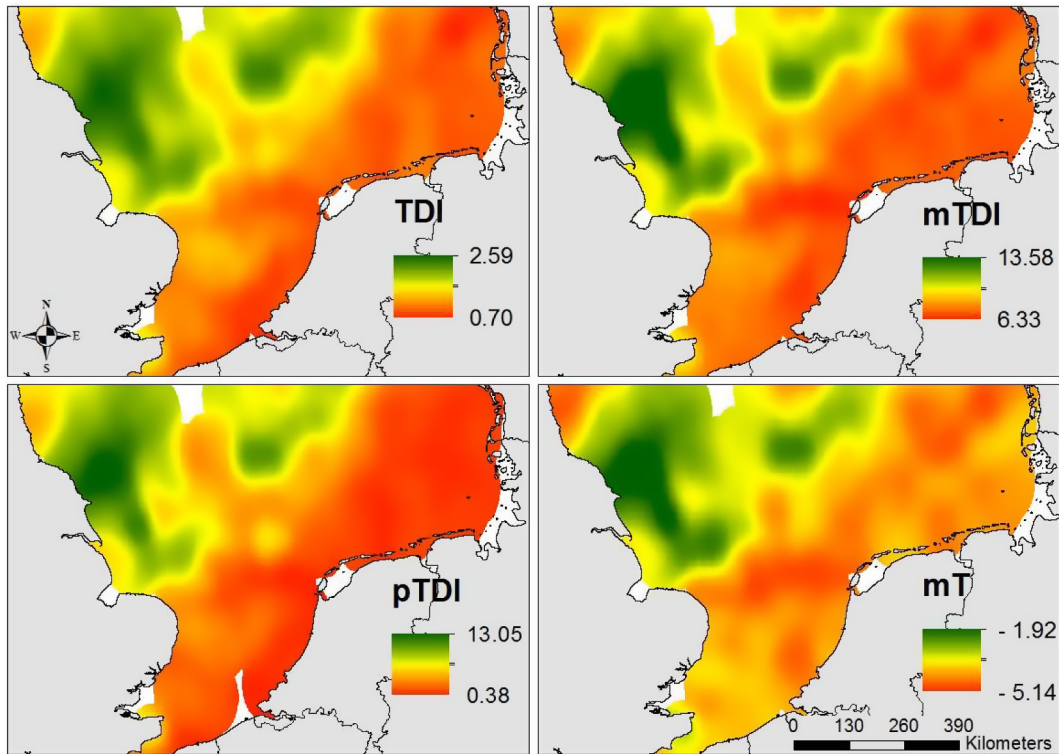 TDI
2.59
0.70
N
W E
S
mTDI
13.58
6.33
pTDI
13.05
0.38
mT
- 1.92
- 5.14
0 130 260 390
Kilometers